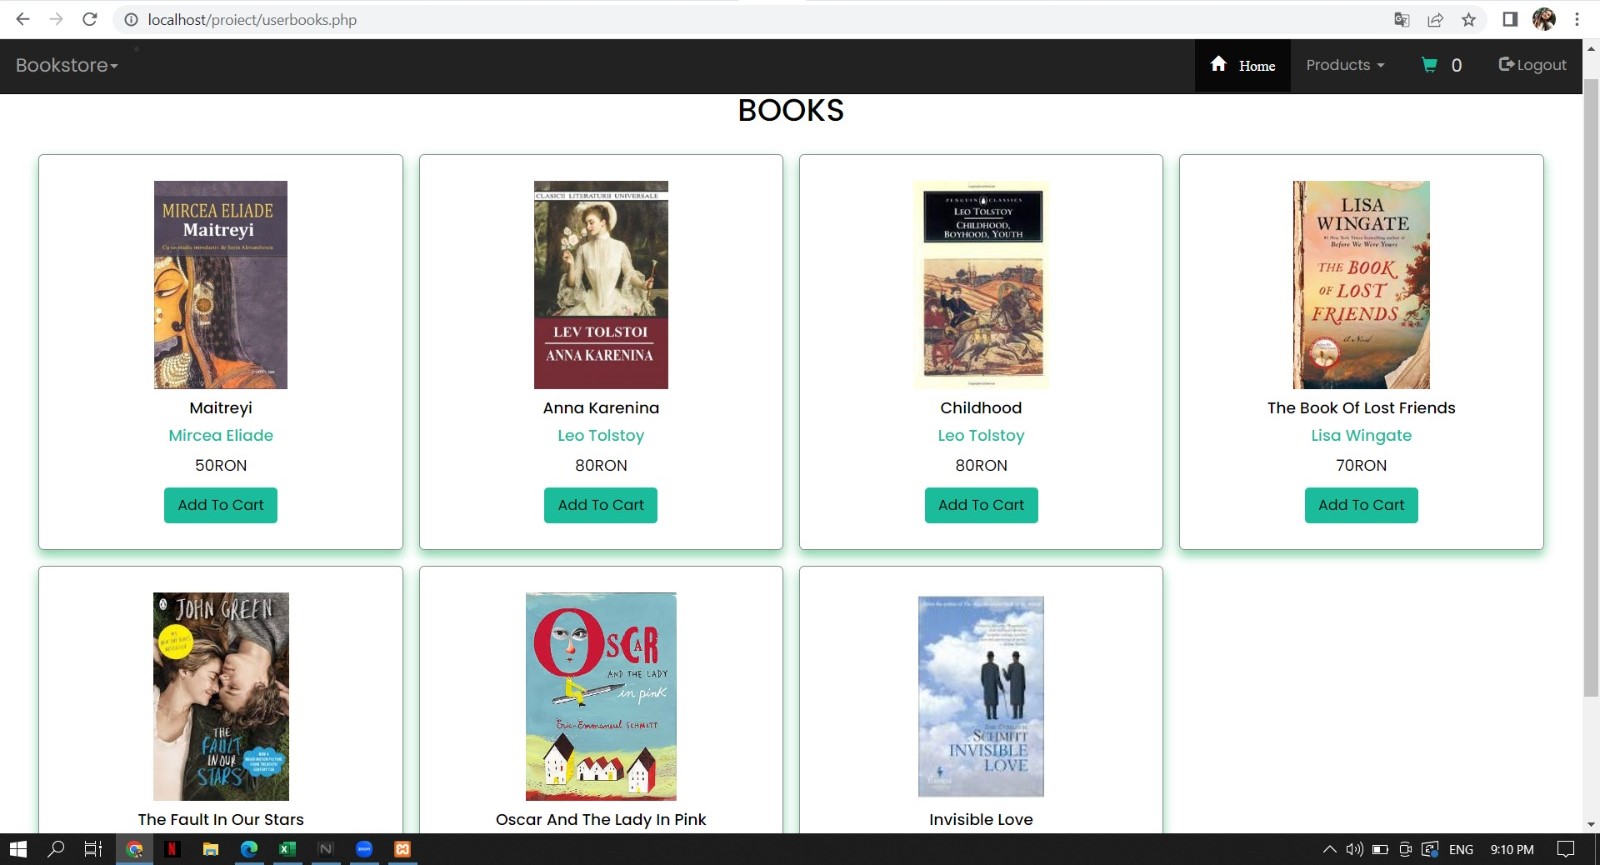 localhost/proiect/userbooks.php
Bookstore
Home
Products
0
Logout
BOOKS
MIRCEA ELIADE
Maitreyi
Maitreyi
Mircea Eliade
50RON
Add To Cart
CLASICII LITERATURII UNIVERSALE
LEV TOLSTOI
ANNA KARENINA
Anna Karenina
Leo Tolstoy
80RON
Add To Cart
PENGUIN CLASSICS
LEO TOLSTOY
CHILDHOOD,
BOYHOOD, YOUTH
Childhood
Leo Tolstoy
80RON
Add To Cart
LISA
WINGATE
Before We Were Yours
THE BOOK
OF LOST
FRIENDS
A Novel
The Book Of Lost Friends
Lisa Wingate
70RON
Add To Cart
JOHN GREEN
THE
FAULT
IN OUR
STARS
The Fault In Our Stars
OSCAR
AND THE LADY
in pink
Eric-Emmanuel SCHMITT
Oscar And The Lady In Pink
SCHMITT
INVISIBLE
LOVE
Invisible Love
ENG
9:10 PM